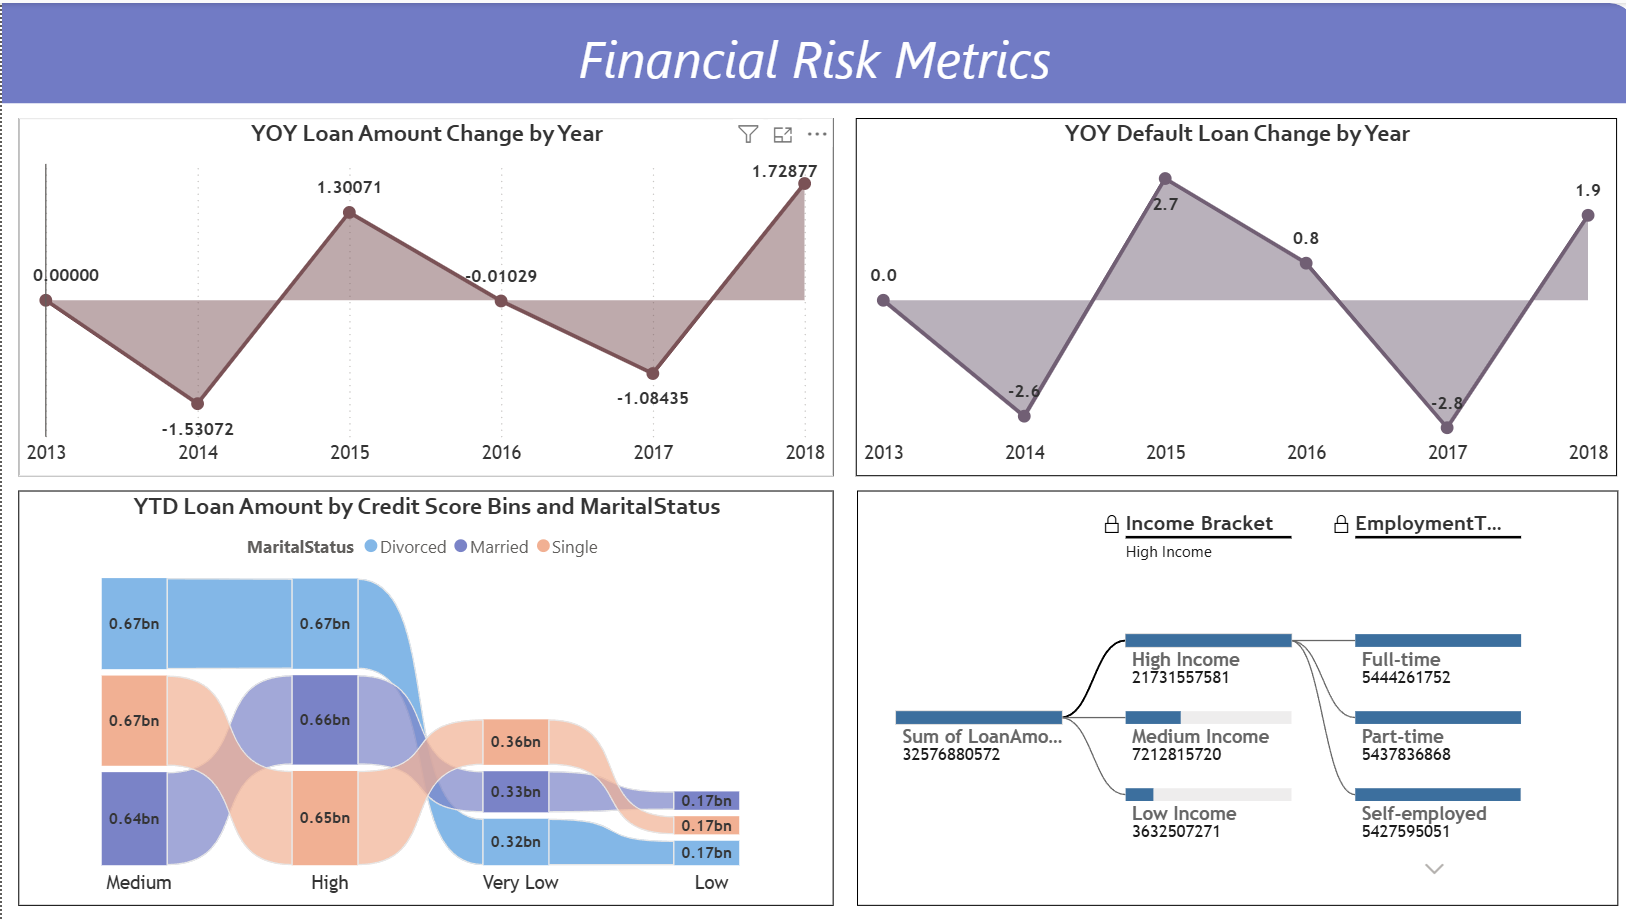 Financial Risk Metrics
YOY Loan Amount Change by Year
0.00000
-1.53072
1.30071
-0.01029
-1.08435
1.72877
2013 2014 2015 2016 2017 2018
YOY Default Loan Change by Year
0.0
-2.6
2.7
0.8
-2.8
1.9
2013 2014 2015 2016 2017 2018
YTD Loan Amount by Credit Score Bins and MaritalStatus
MaritalStatus Divorced Married Single
0.67bn
0.67bn
0.64bn
0.67bn
0.66bn
0.65bn
0.36bn
0.33bn
0.32bn
0.17bn
0.17bn
0.17bn
Medium High Very Low Low
Income Bracket
High Income
EmploymentT...
Sum of LoanAmo...
32576880572
High Income
21731557581
Medium Income
7212815720
Low Income
3632507271
Full-time
5444261752
Part-time
5437836868
Self-employed
5427595051